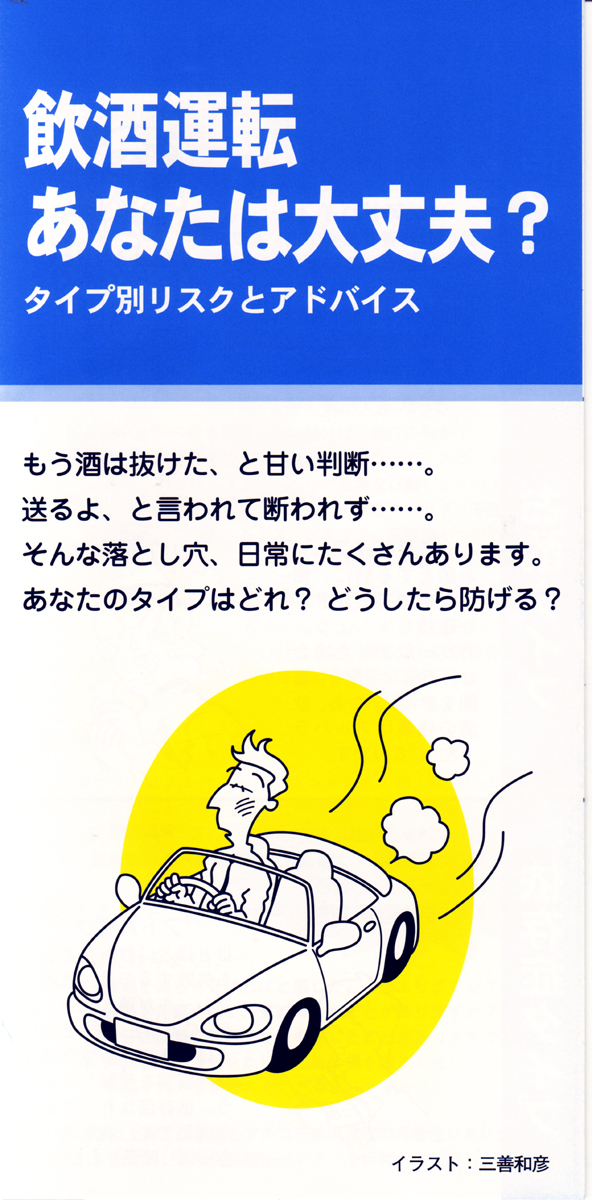 飲酒運転
あなたは大丈夫？
タイプ別リスクとアドバイス
もう酒は抜けた、と甘い判断……。
送るよ、と言われて断われず……。
そんな落とし穴、日常にたくさんあります。
あなたのタイプはどれ？ どうしたら防げる？
イラスト：三善和彦